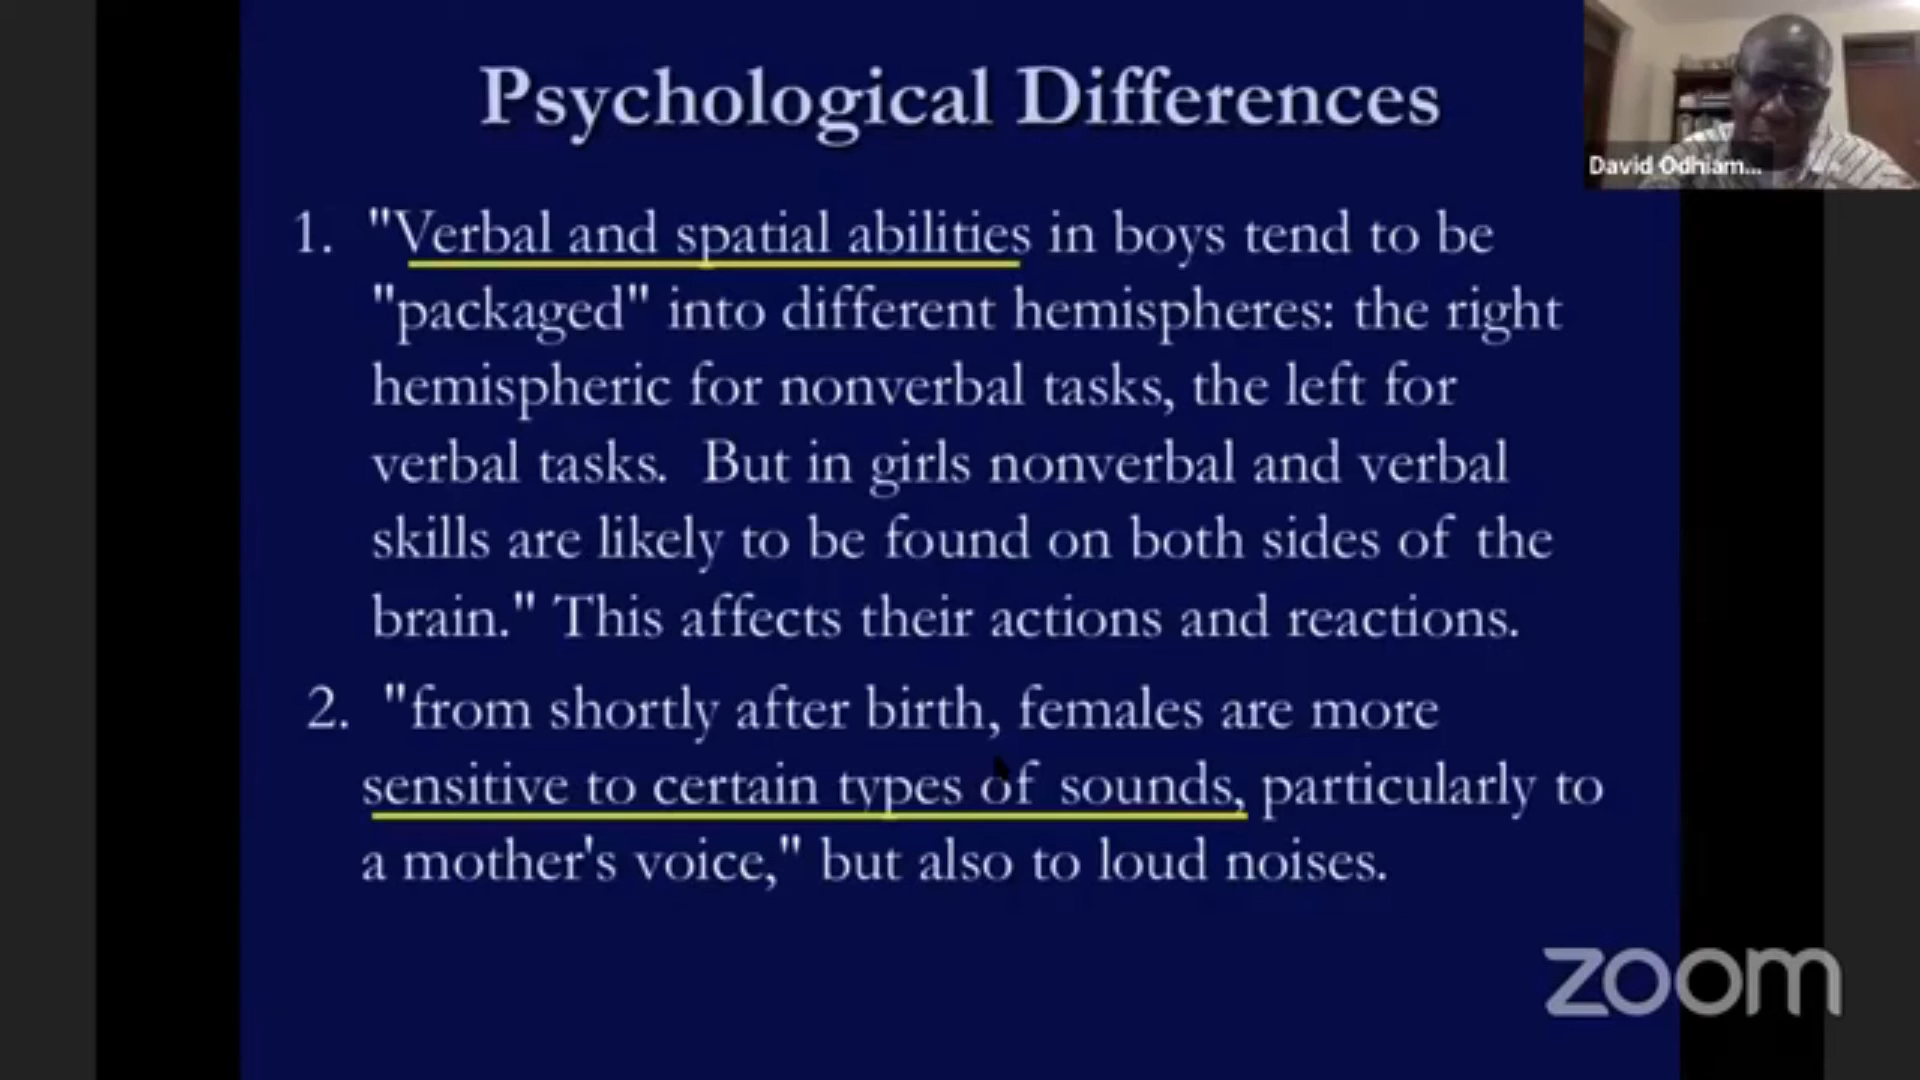 Psychological Differences
David Odhiam...
1. "Verbal and spatial abilities in boys tend to be
"packaged" into different hemispheres: the right
hemispheric for nonverbal tasks, the left for
verbal tasks. But in girls nonverbal and verbal
skills are likely to be found on both sides of the
brain." This affects their actions and reactions.
2. "from shortly after birth, females are more
sensitive to certain types of sounds, particularly to
a mother's voice," but also to loud noises.
zoom